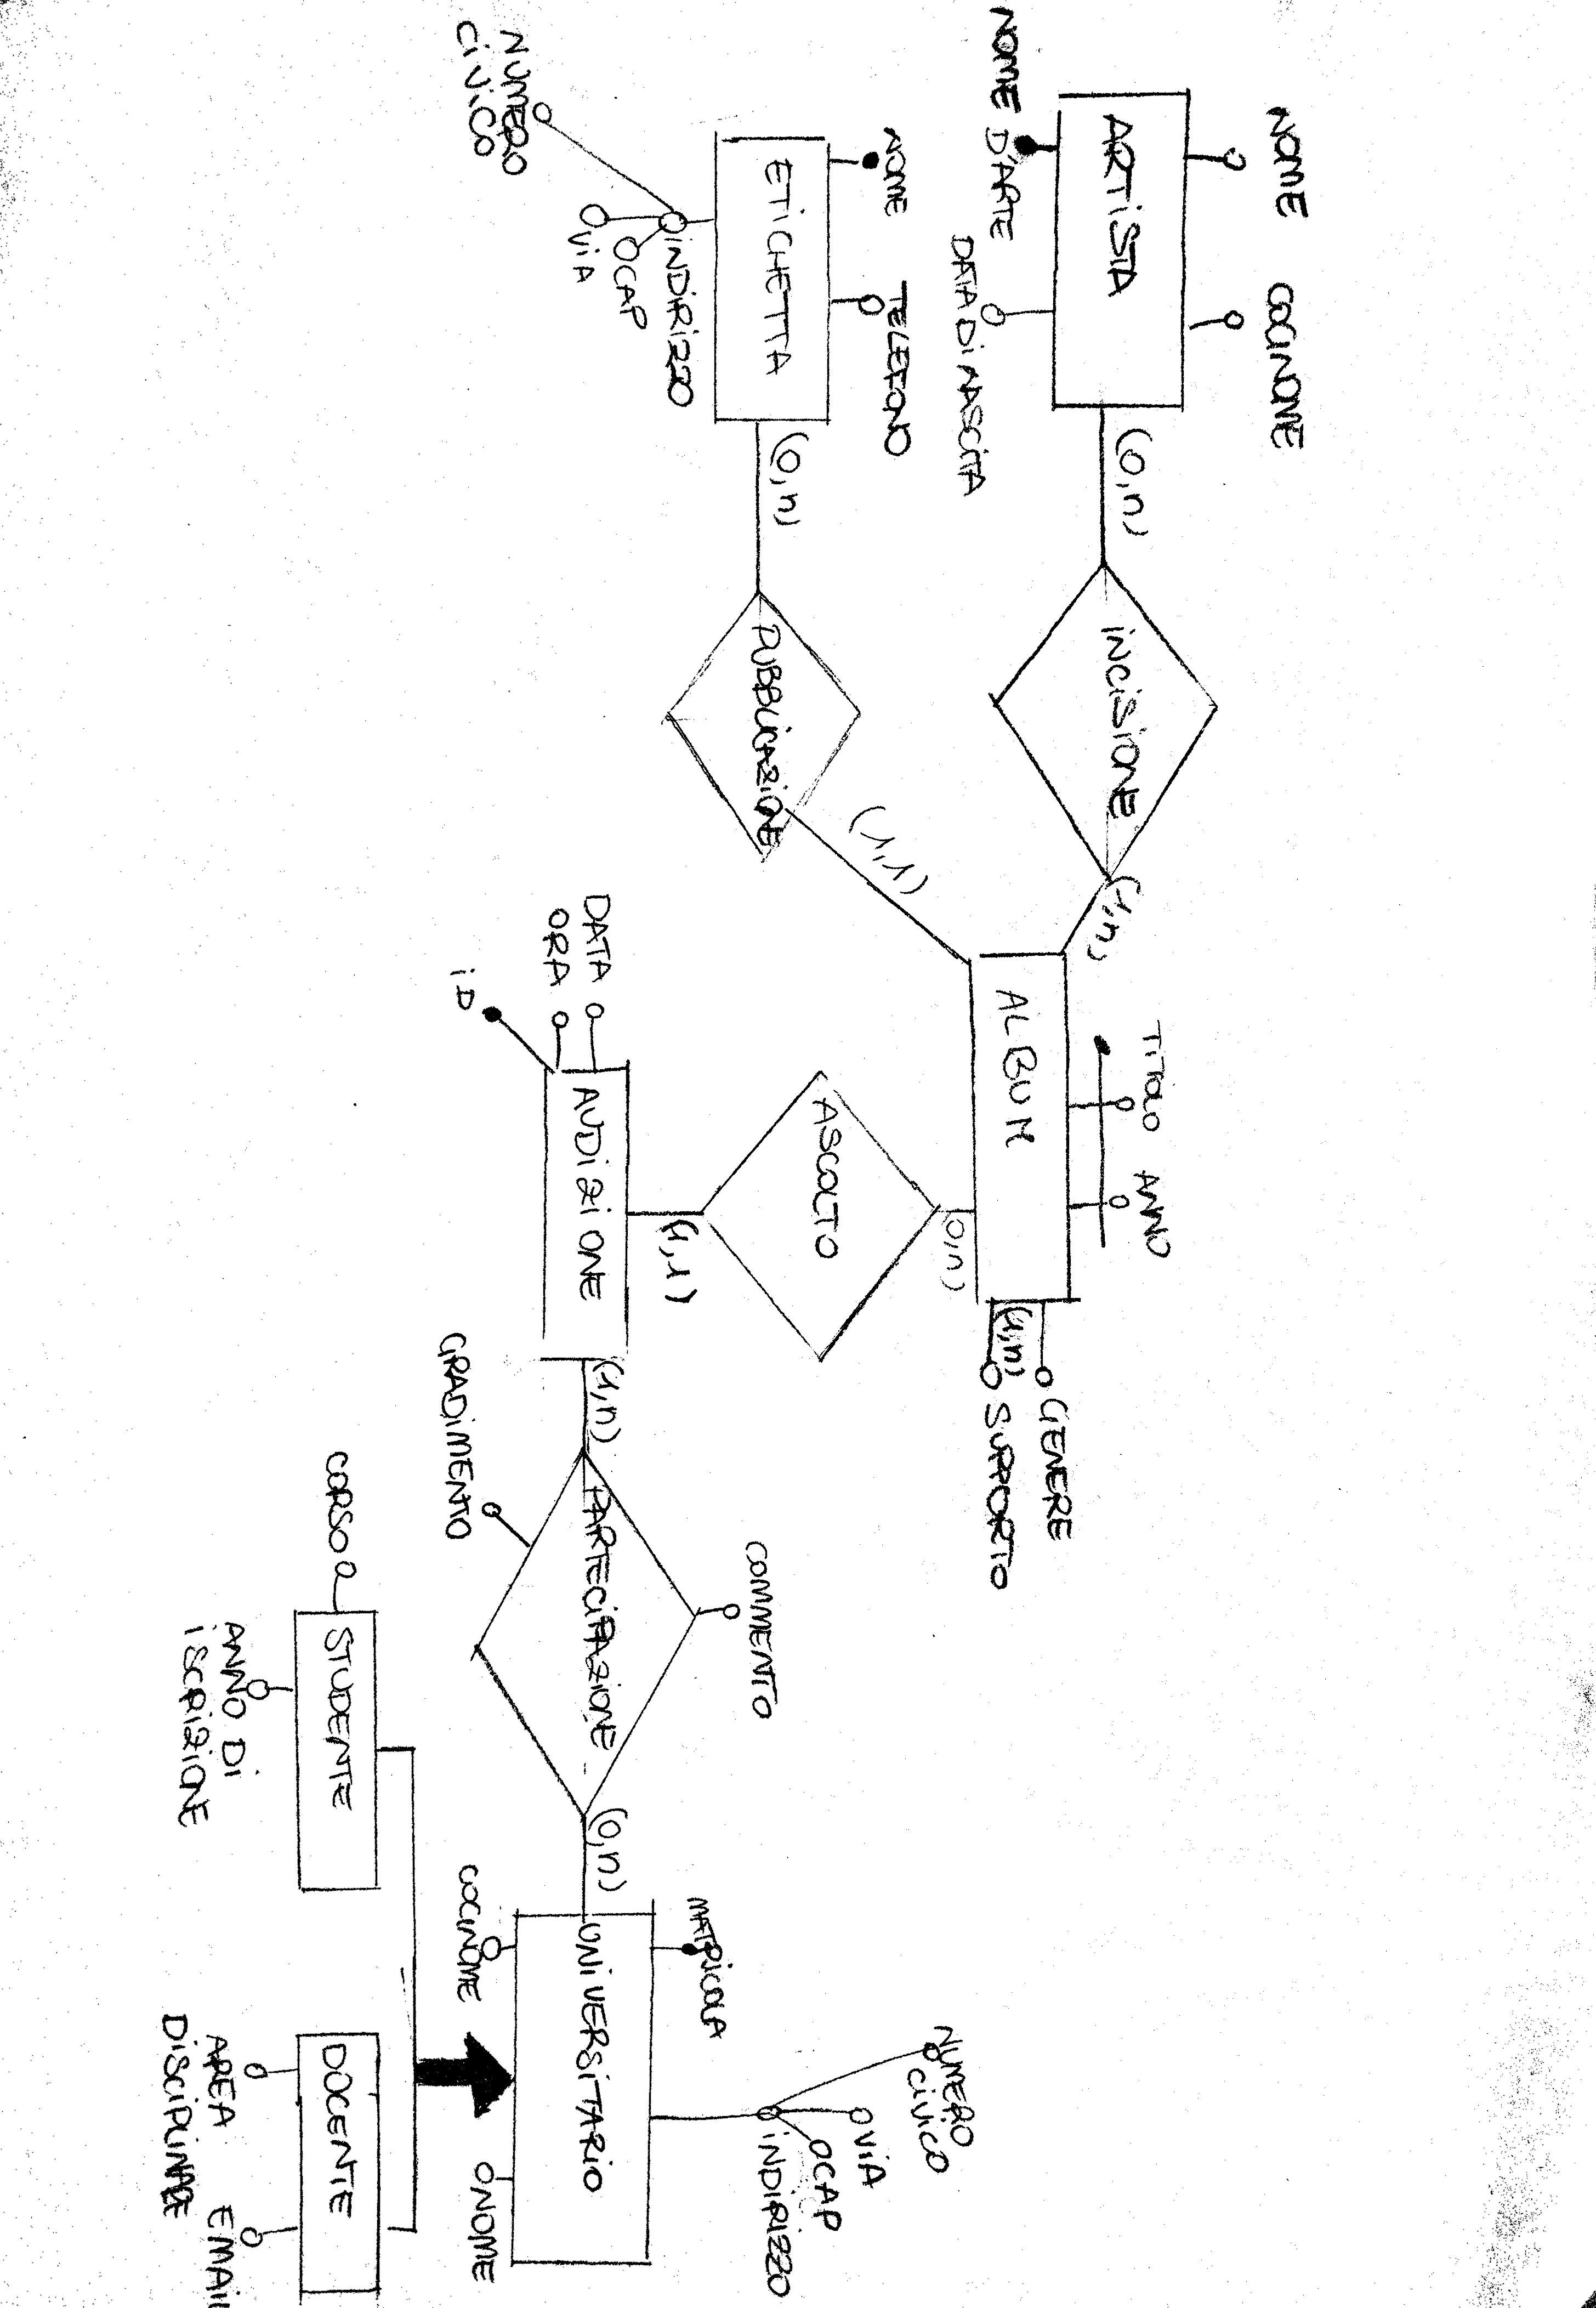 NOME
COGNOME
ARTISTA
NOME D'ARTE
DATA DI NASCITA
(0,n)
INCISIONE
(1,n)
TITOLO
ANNO
ALBUM
GENERE
(1,n)
SUPPORTO
NOME
TELEFONO
ETICHETTA
INDIRIZZO
CAP
VIA
NUMERO
CIVICO
(0,n)
PUBBLICAZIONE
(1,1)
(0,n)
ASCOLTO
(1,1)
DATA
ORA
ID
AUDIZIONE
(1,n)
COMMENTO
PARTECIPAZIONE
GRADIMENTO
(0,n)
MATRICOLA
NUMERO
CIVICO
VIA
CAP
INDIRIZZO
UNIVERSITARIO
COGNOME
NOME
CORSO
STUDENTE
ANNO DI
ISCRIZIONE
DOCENTE
AREA
DISCIPLINARE
EMAIL